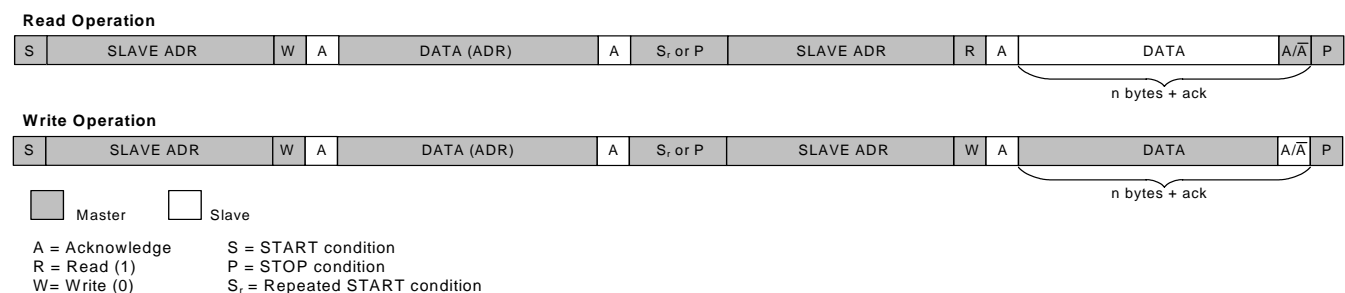 Read Operation
S SLAVE ADR W A DATA (ADR) A Sᵣ or P SLAVE ADR R A DATA A/A̅ P
n bytes + ack
Write Operation
S SLAVE ADR W A DATA (ADR) A Sᵣ or P SLAVE ADR W A DATA A/A̅ P
n bytes + ack
Master Slave
A = Acknowledge S = START condition
R = Read (1) P = STOP condition
W= Write (0) Sᵣ = Repeated START condition